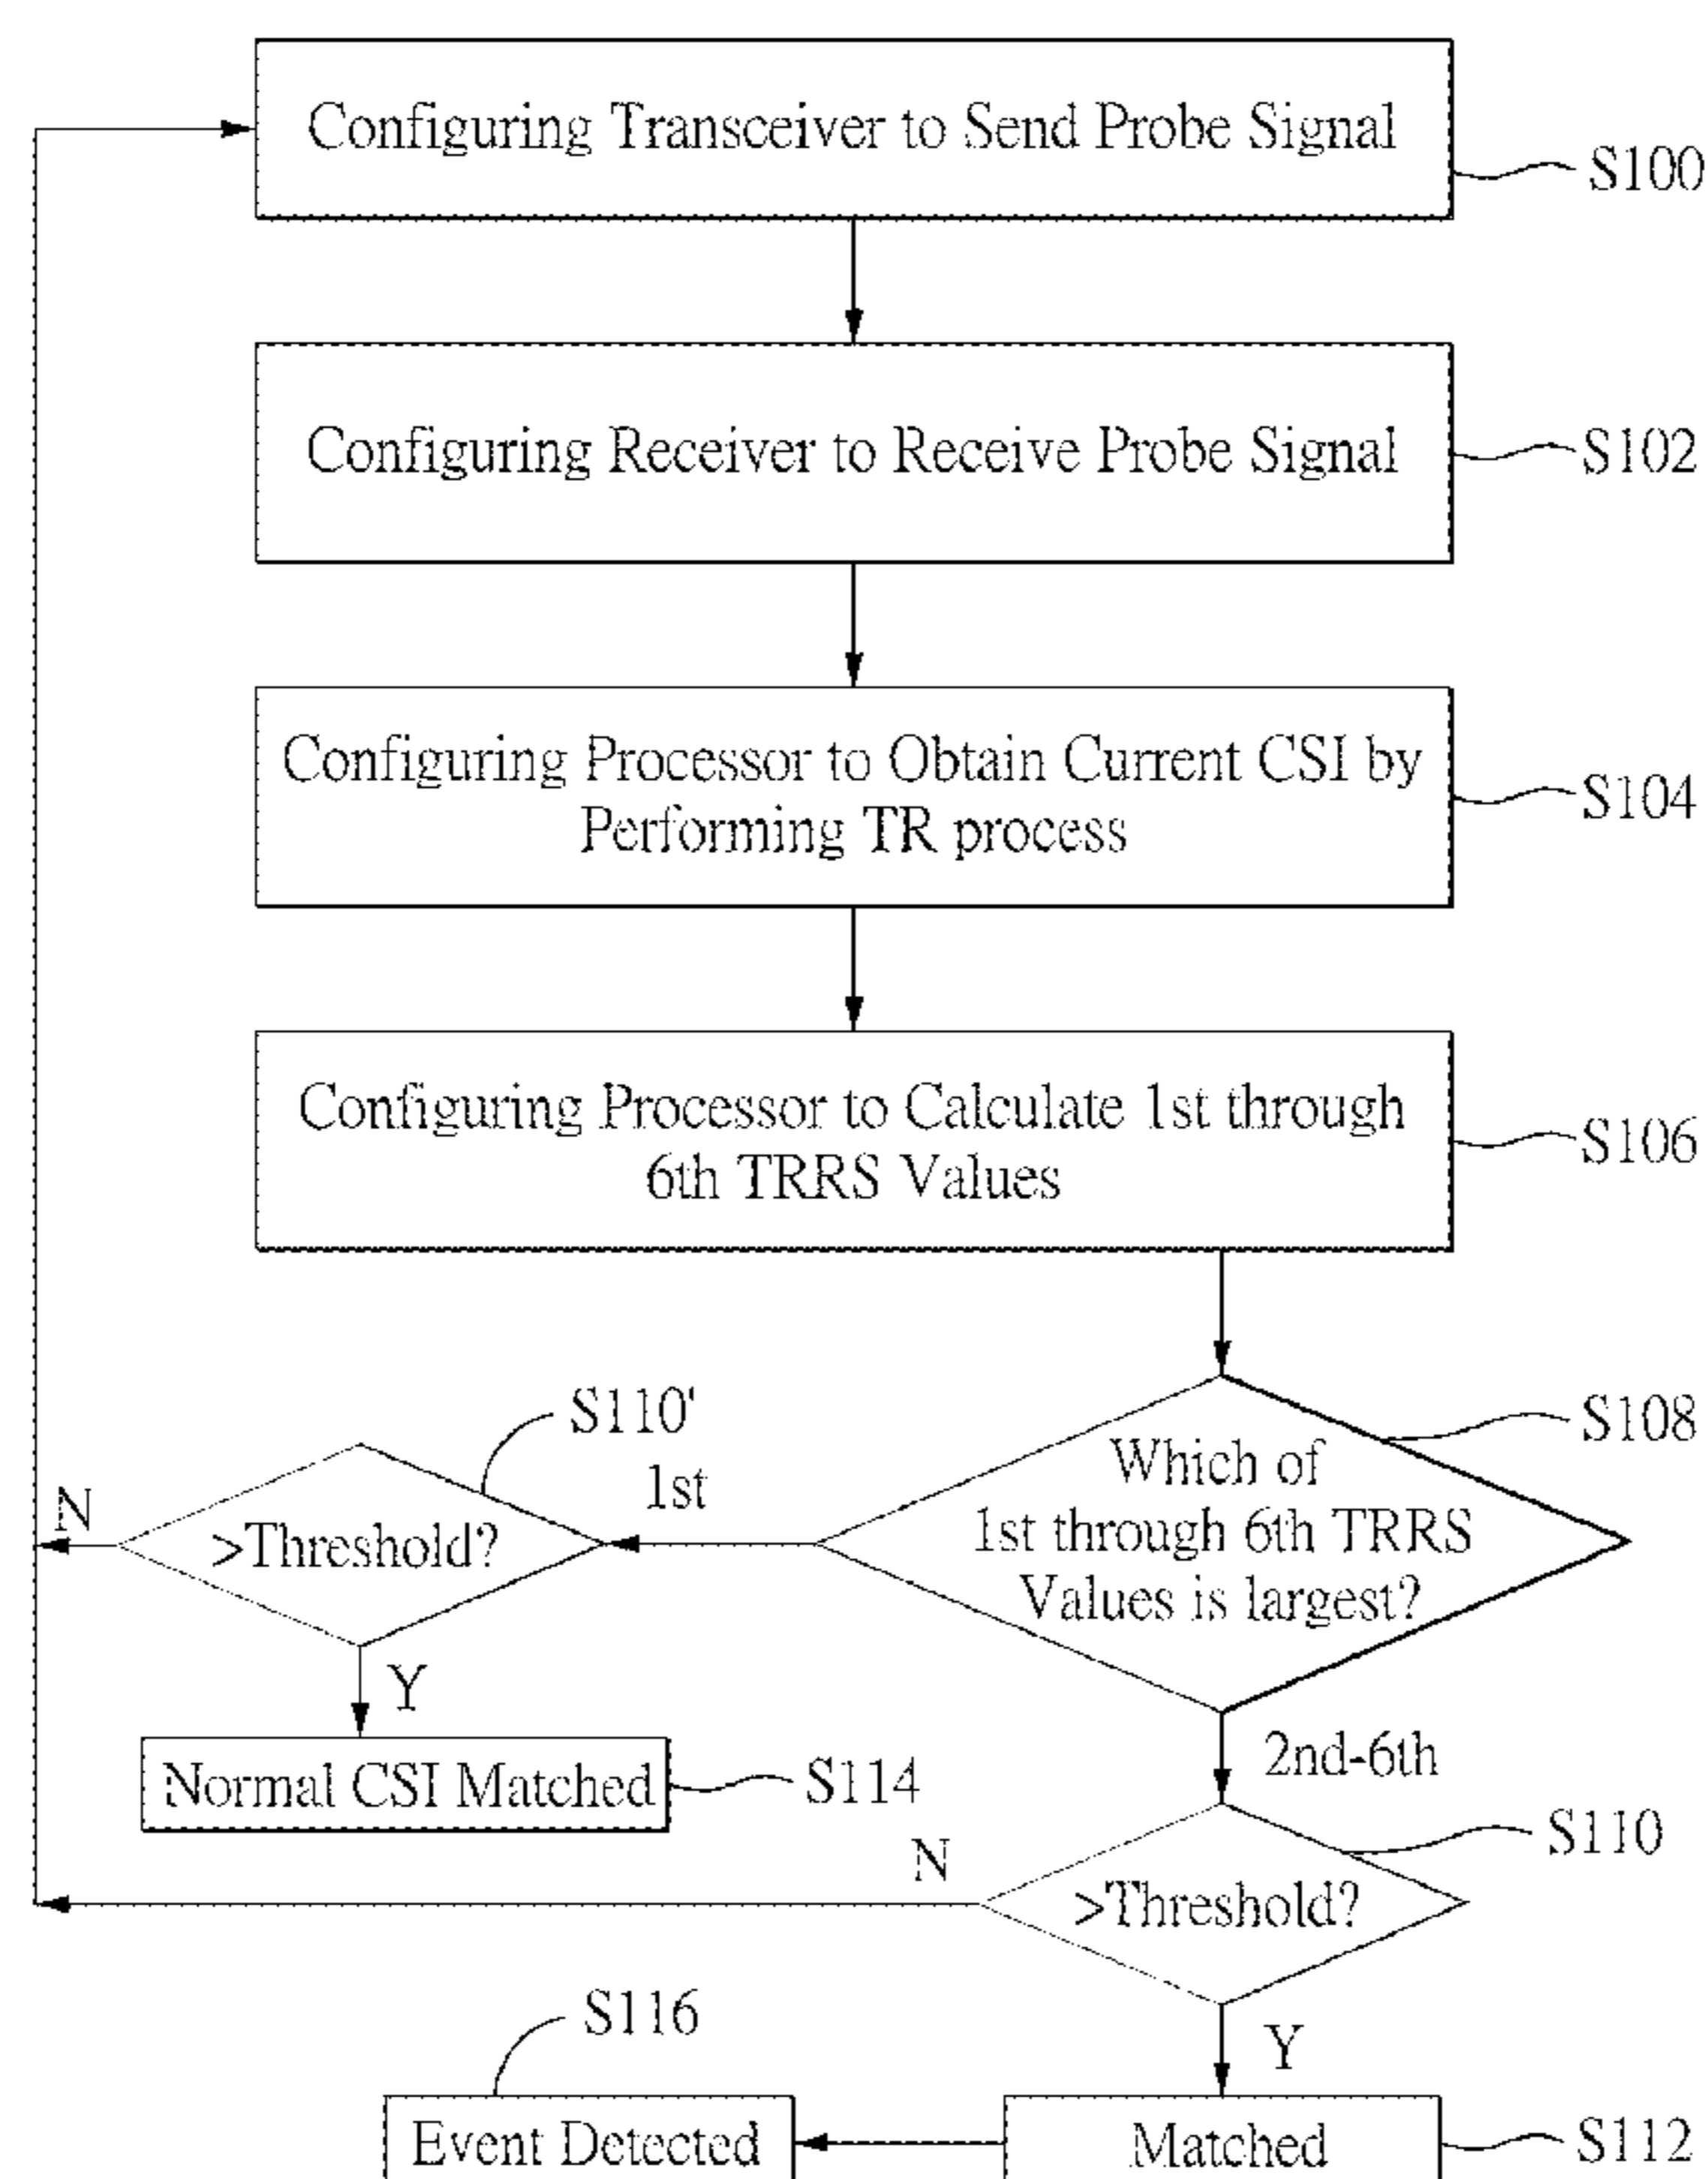 Configuring Transceiver to Send Probe Signal
S100
Configuring Receiver to Receive Probe Signal
S102
Configuring Processor to Obtain Current CSI by
Performing TR process
S104
Configuring Processor to Calculate 1st through
6th TRRS Values
S106
S108
Which of
1st through 6th TRRS
Values is largest?
S110'
1st
N
>Threshold?
Y
Normal CSI Matched
S114
2nd-6th
S110
N
>Threshold?
Y
S116
Event Detected
Matched
S112